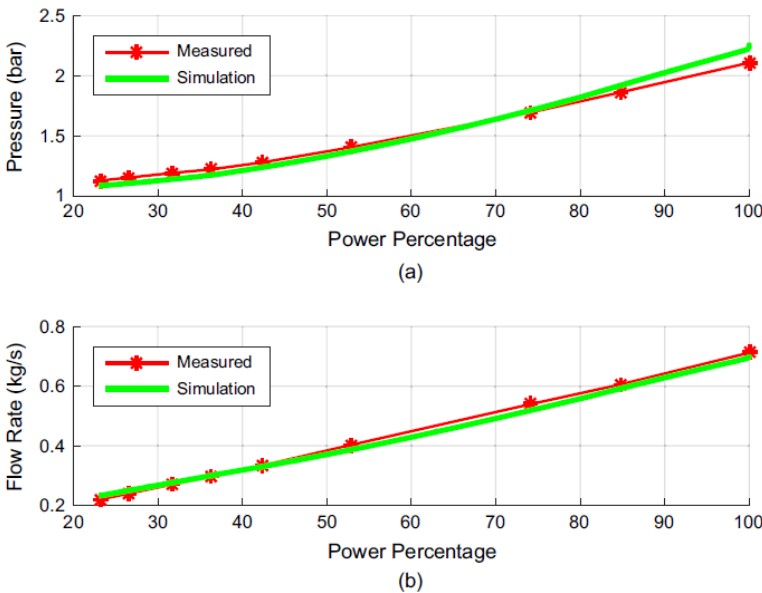 2.5
2
1.5
1
Pressure (bar)
Measured
Simulation
20 30 40 50 60 70 80 90 100
Power Percentage
(a)
0.8
0.6
0.4
0.2
Flow Rate (kg/s)
Measured
Simulation
20 30 40 50 60 70 80 90 100
Power Percentage
(b)